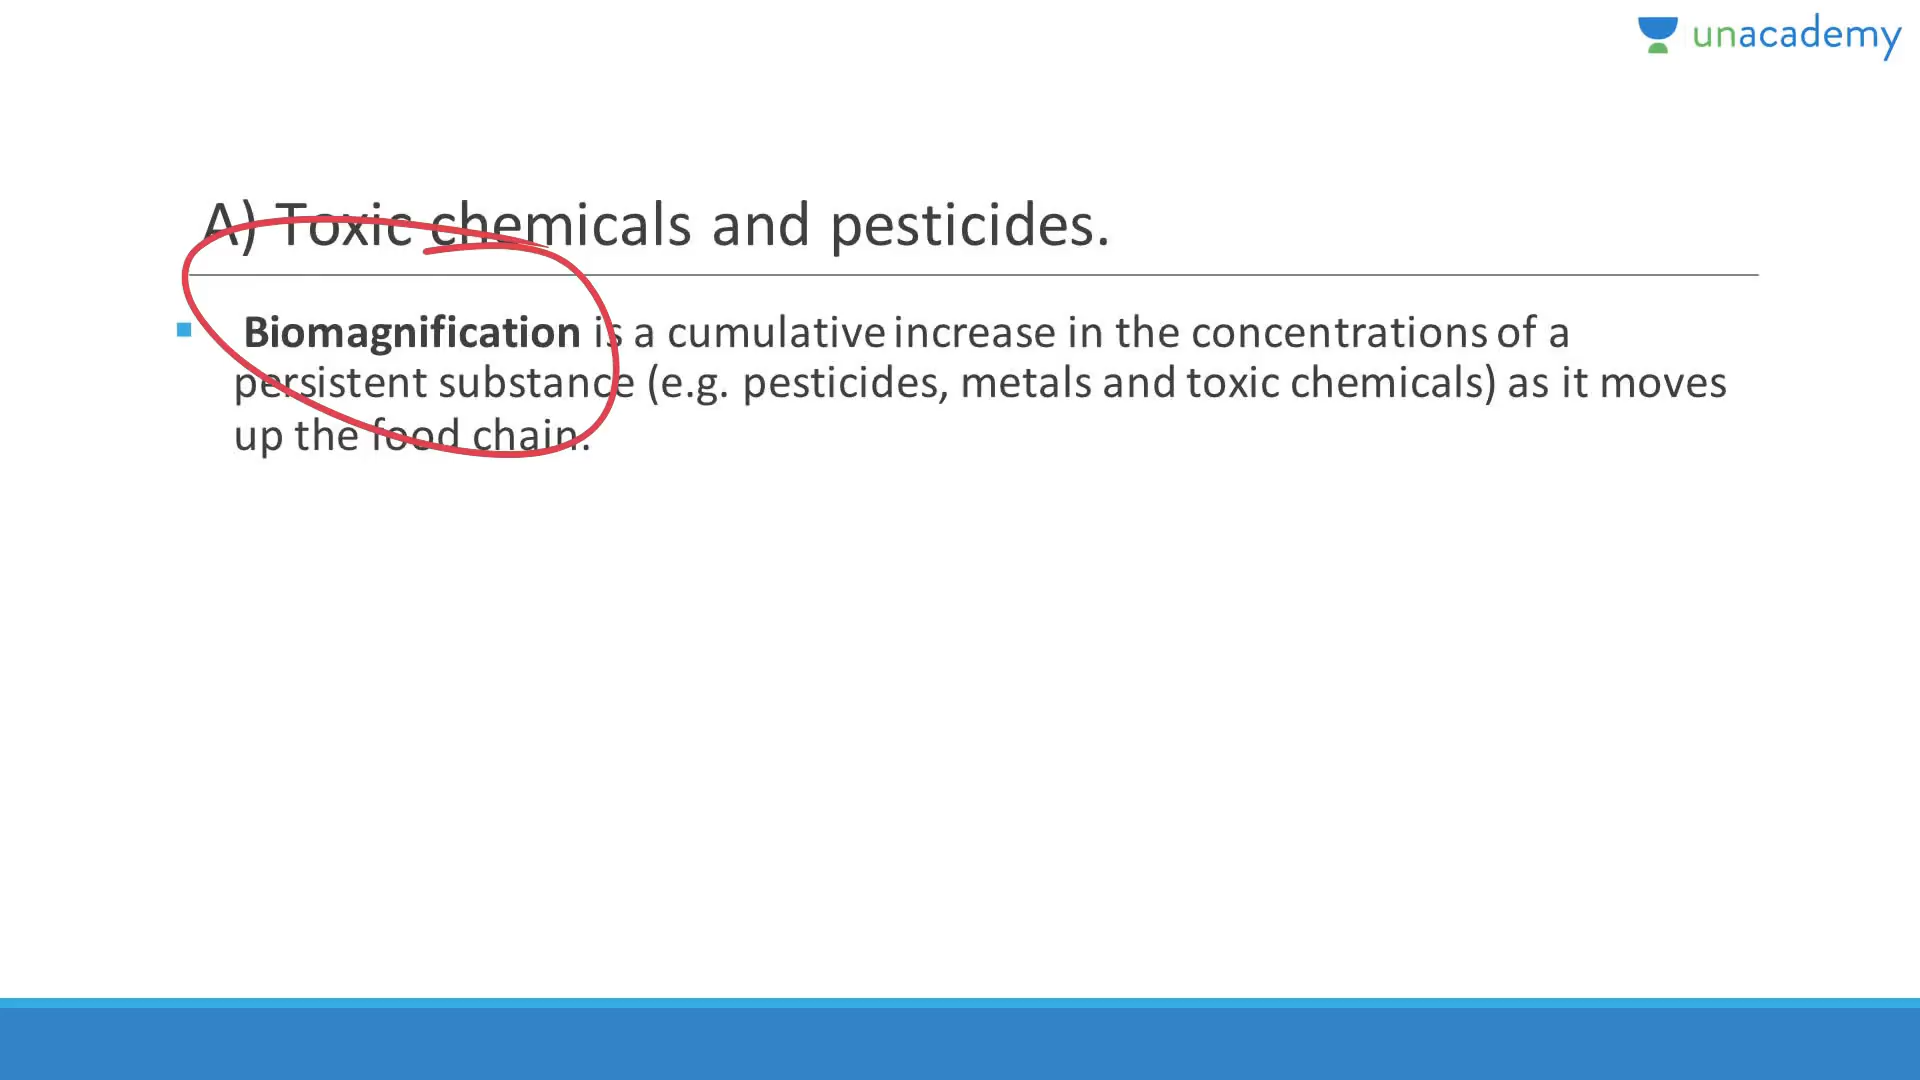 unacademy
A) Toxic chemicals and pesticides.
Biomagnification is a cumulative increase in the concentrations of a
persistent substance (e.g. pesticides, metals and toxic chemicals) as it moves
up the food chain.